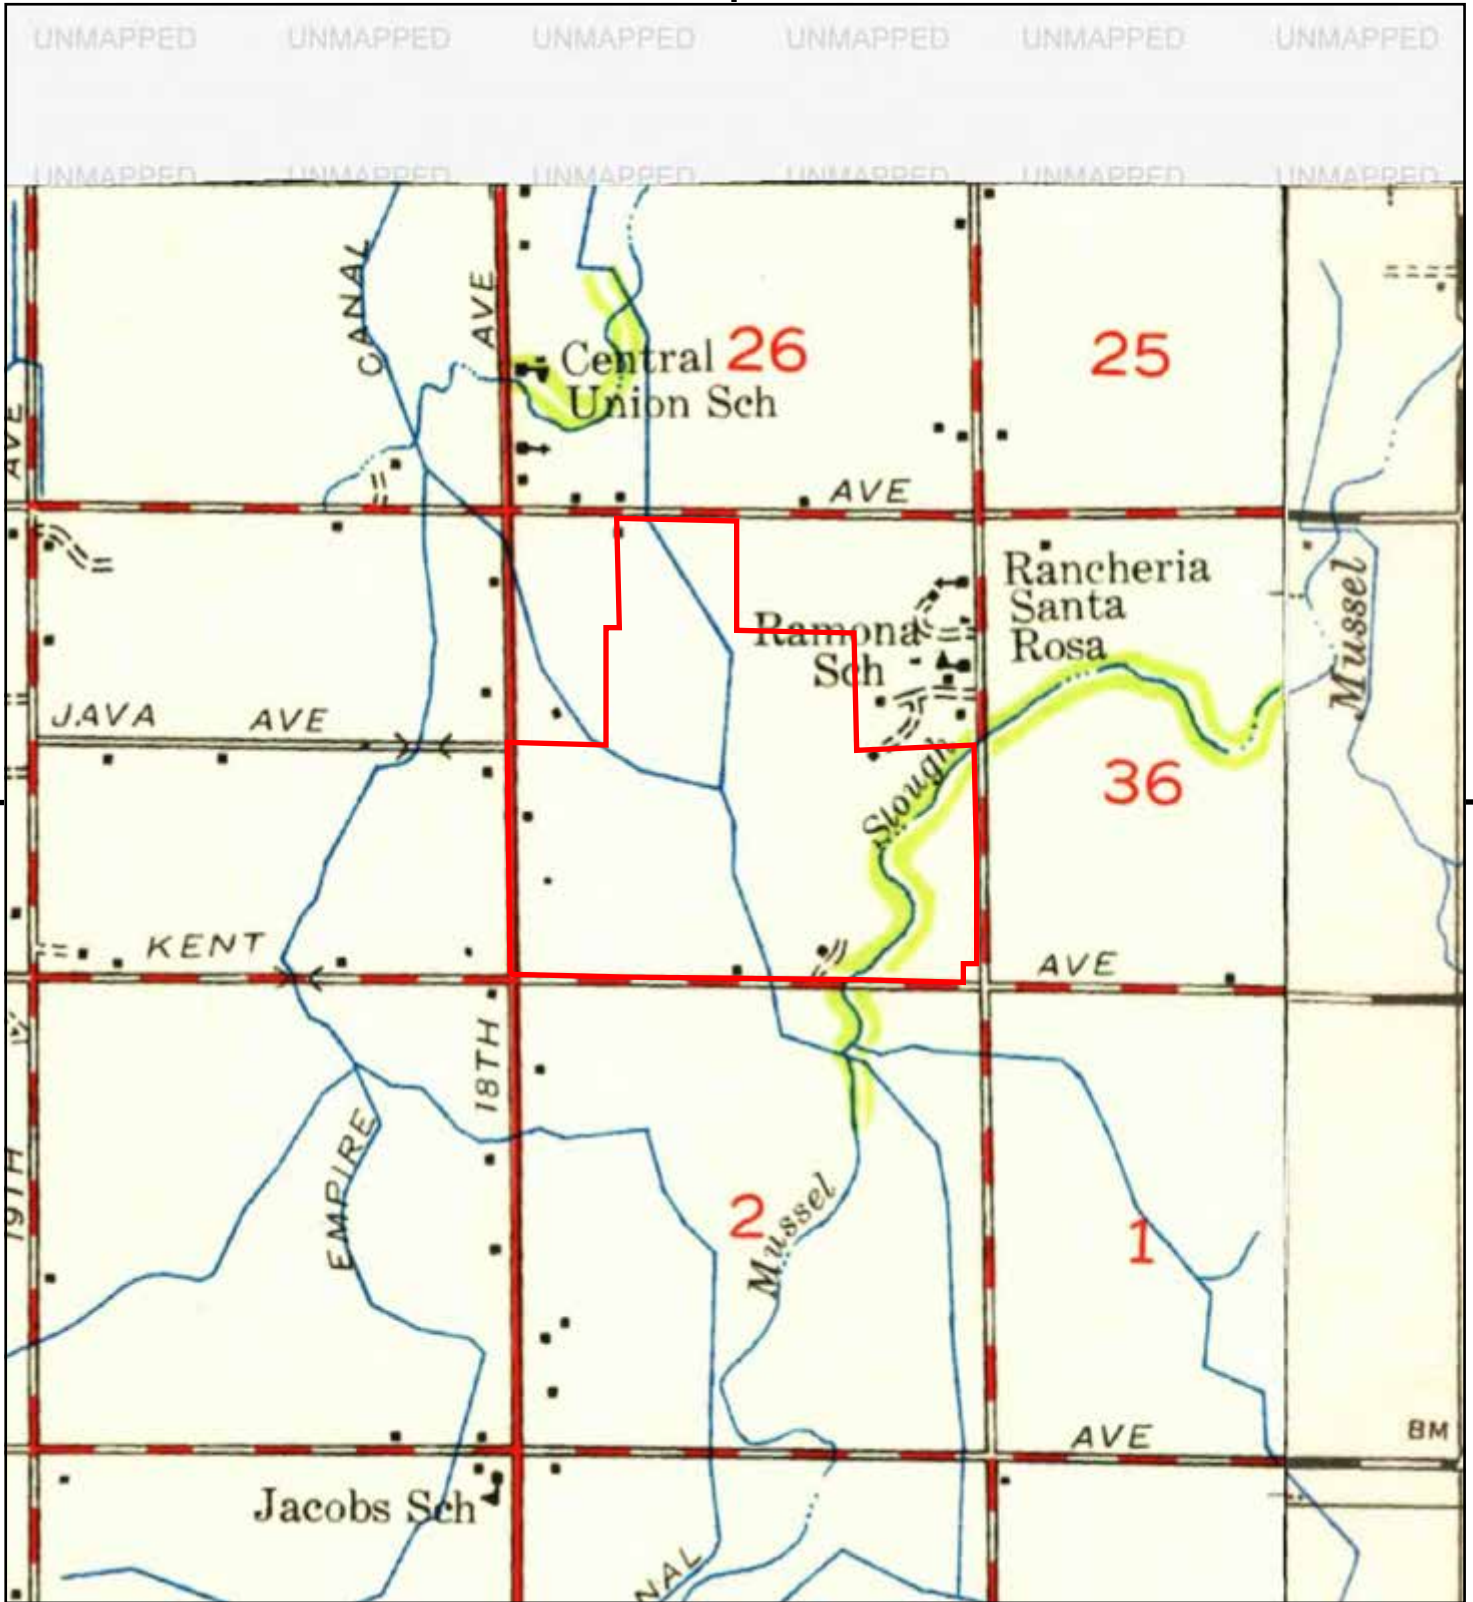 UNMAPPED UNMAPPED UNMAPPED UNMAPPED UNMAPPED UNMAPPED
UNMAPPED UNMAPPED UNMAPPED UNMAPPED UNMAPPED UNMAPPED
CANAL
AVE
Central
Union Sch
26
25
AVE
AVE
Rancheria
Santa
Rosa
Ramona
Sch
Mussel
JAVA AVE
Slough
36
KENT
AVE
18TH
19TH
EMPIRE
2
Mussel
1
AVE
BM
Jacobs Sch
NAL